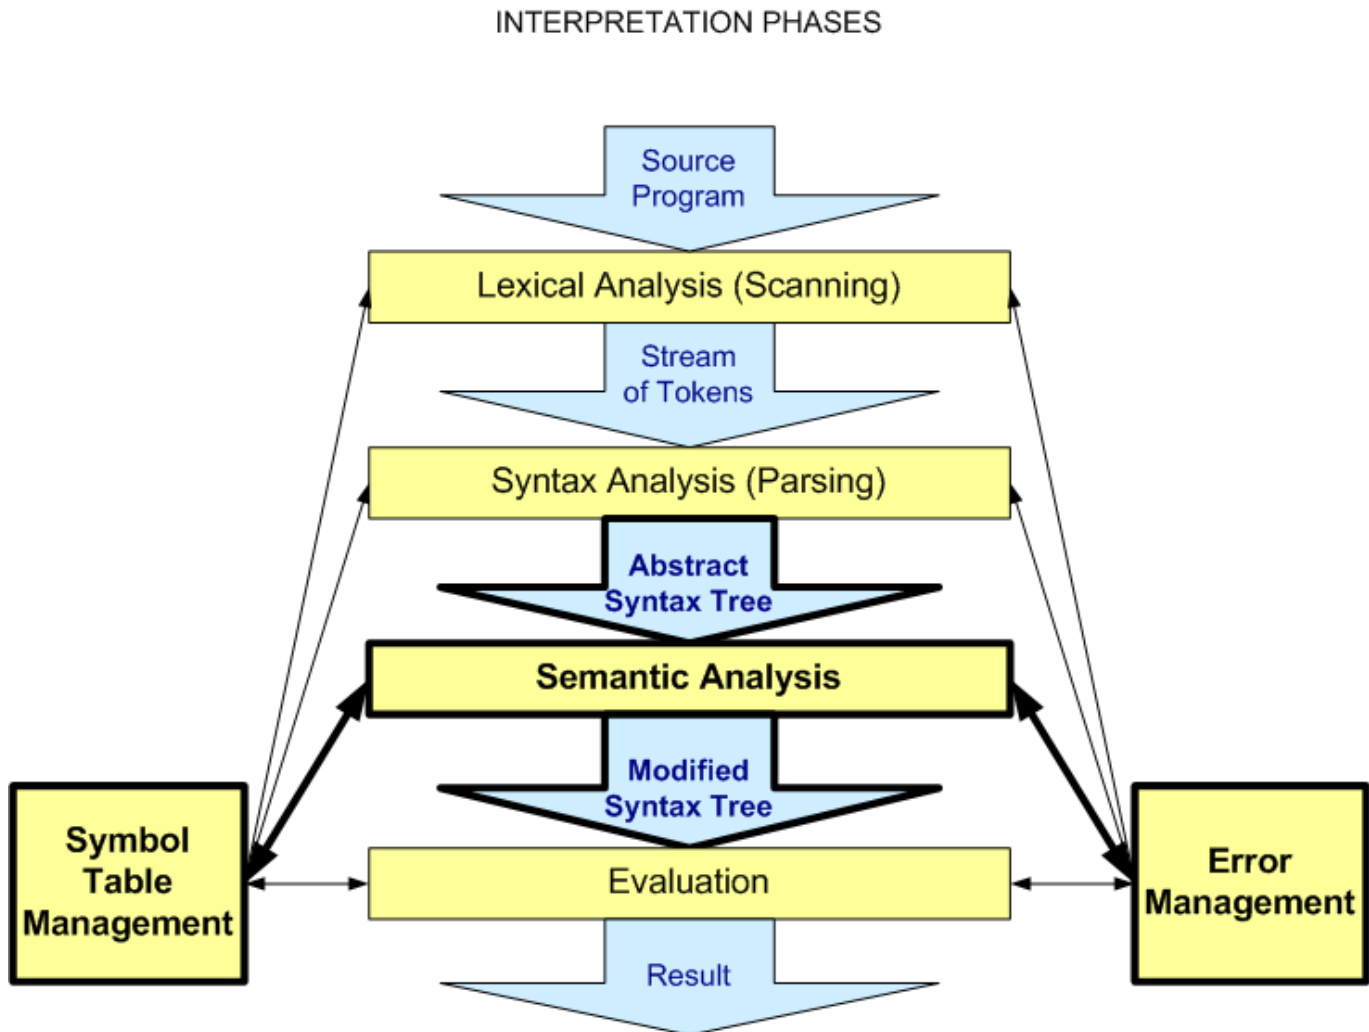 INTERPRETATION PHASES
Source
Program
Lexical Analysis (Scanning)
Stream
of Tokens
Syntax Analysis (Parsing)
Abstract
Syntax Tree
Semantic Analysis
Modified
Syntax Tree
Symbol
Table
Management
Evaluation
Error
Management
Result